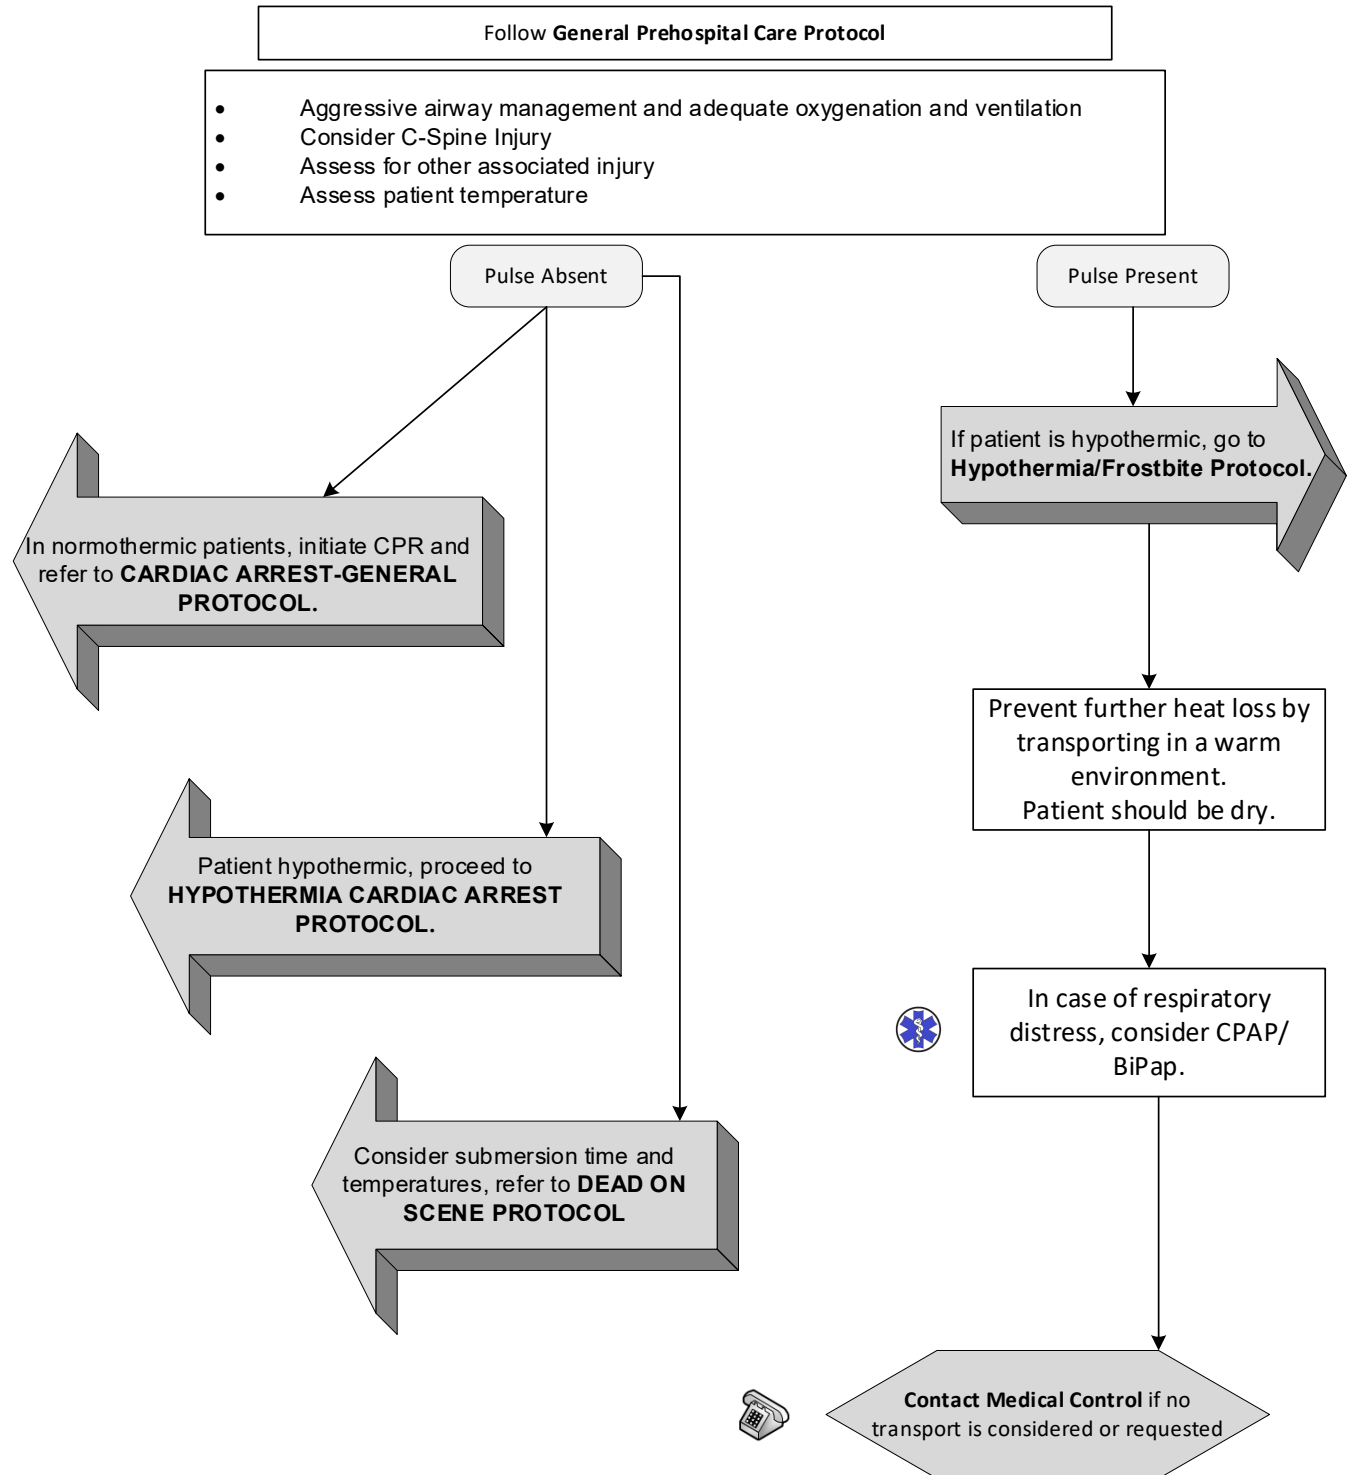 Follow General Prehospital Care Protocol
• Aggressive airway management and adequate oxygenation and ventilation
• Consider C-Spine Injury
• Assess for other associated injury
• Assess patient temperature
Pulse Absent
Pulse Present
In normothermic patients, initiate CPR and
refer to CARDIAC ARREST-GENERAL
PROTOCOL.
Patient hypothermic, proceed to
HYPOTHERMIA CARDIAC ARREST
PROTOCOL.
Consider submersion time and
temperatures, refer to DEAD ON
SCENE PROTOCOL
If patient is hypothermic, go to
Hypothermia/Frostbite Protocol.
Prevent further heat loss by
transporting in a warm
environment.
Patient should be dry.
In case of respiratory
distress, consider CPAP/
BiPap.
Contact Medical Control if no
transport is considered or requested